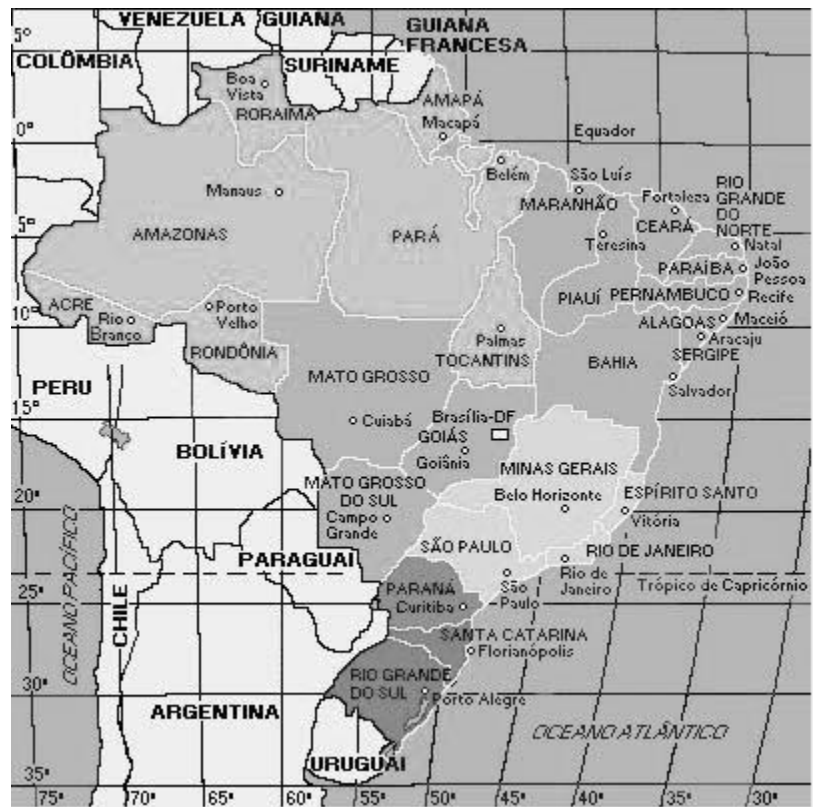 VENEZUELA
GUIANA
GUIANA
FRANCESA
5°
COLÔMBIA
SURINAME
Boa
Vista
RORAIMA
AMAPÁ
Macapá
Equador
0°
Manaus
Belém
São Luís
MARANHÃO
Fortaleza
CEARÁ
RIO
GRANDE
DO
NORTE
Natal
AMAZONAS
PARÁ
Teresina
5°
PARAÍBA
João
Pessoa
PIAUÍ
PERNAMBUCO
Recife
ACRE
Rio
Branco
Porto
Velho
10°
RONDÔNIA
Palmas
TOCANTINS
ALAGOAS
Maceió
Aracaju
SERGIPE
BAHIA
Salvador
PERU
MATO GROSSO
Cuiabá
15°
Brasília-DF
GOIÁS
Goiânia
BOLÍVIA
MINAS GERAIS
Belo Horizonte
MATO GROSSO
DO SUL
Campo
Grande
20°
20°
ESPÍRITO SANTO
Vitória
PARAGUAI
SÃO PAULO
São
Paulo
RIO DE JANEIRO
Rio de
Janeiro
Trópico de Capricórnio
OCEANO PACÍFICO
CHILE
25°
25°
PARANÁ
Curitiba
SANTA CATARINA
Florianópolis
RIO GRANDE
DO SUL
Porto Alegre
30°
30°
ARGENTINA
URUGUAI
OCEANO ATLÂNTICO
35°
75°
70°
65°
60°
55°
50°
45°
40°
35°